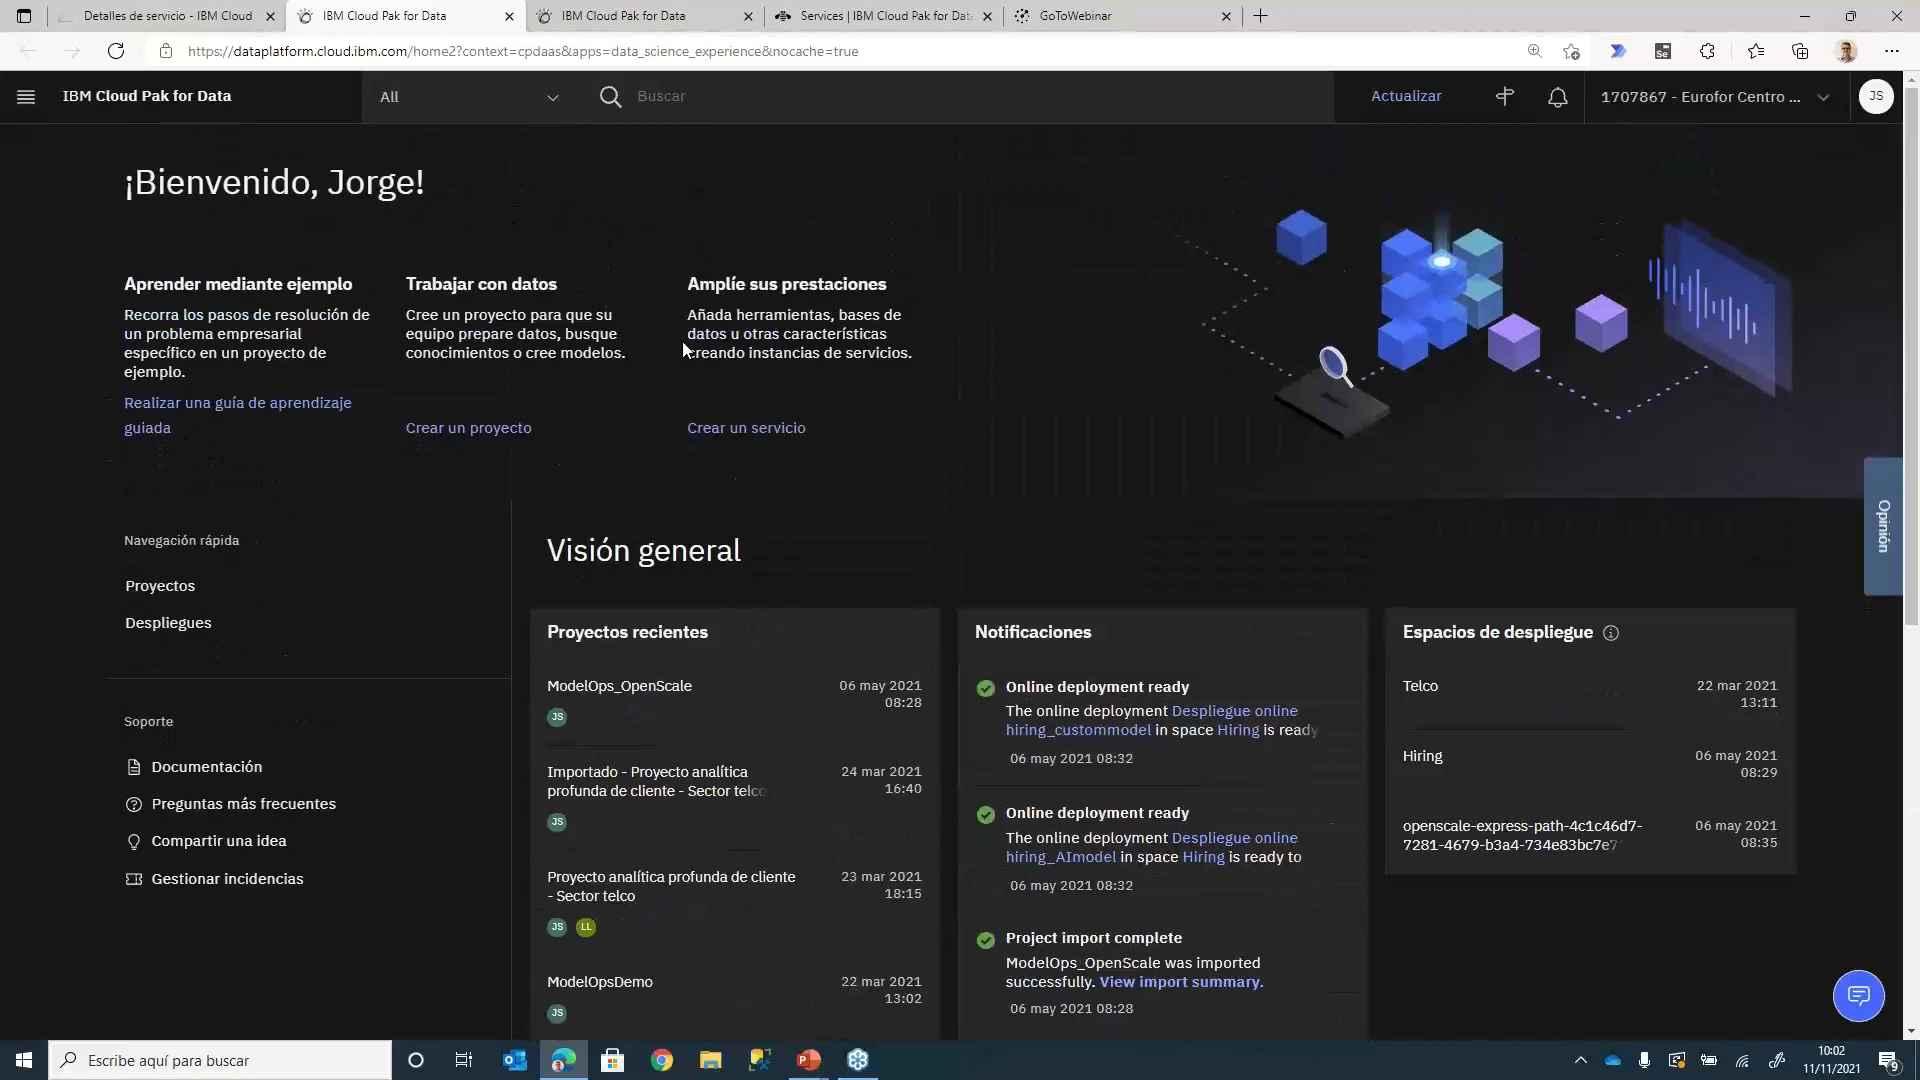 Detalles de servicio - IBM Cloud
IBM Cloud Pak for Data
IBM Cloud Pak for Data
Services | IBM Cloud Pak for Data
GoToWebinar
https://dataplatform.cloud.ibm.com/home2?context=cpdaas&apps=data_science_experience&nocache=true
IBM Cloud Pak for Data
All
Buscar
Actualizar
1707867 - Eurofor Centro ...
JS
¡Bienvenido, Jorge!
Aprender mediante ejemplo
Recorra los pasos de resolución de
un problema empresarial
específico en un proyecto de
ejemplo.
Realizar una guía de aprendizaje
guiada
Trabajar con datos
Cree un proyecto para que su
equipo prepare datos, busque
conocimientos o cree modelos.
Crear un proyecto
Amplíe sus prestaciones
Añada herramientas, bases de
datos u otras características
creando instancias de servicios.
Crear un servicio
Opinión
Navegación rápida
Proyectos
Despliegues
Soporte
Documentación
Preguntas más frecuentes
Compartir una idea
Gestionar incidencias
Visión general
Proyectos recientes
ModelOps_OpenScale
06 may 2021
08:28
JS
Importado - Proyecto analítica
profunda de cliente - Sector telco
24 mar 2021
16:40
JS
Proyecto analítica profunda de cliente
- Sector telco
23 mar 2021
18:15
JS
LL
ModelOpsDemo
22 mar 2021
13:02
JS
Notificaciones
Online deployment ready
The online deployment Despliegue online
hiring_custommodel in space Hiring is ready
06 may 2021 08:32
Online deployment ready
The online deployment Despliegue online
hiring_AImodel in space Hiring is ready to
06 may 2021 08:32
Project import complete
ModelOps_OpenScale was imported
successfully. View import summary.
06 may 2021 08:28
Espacios de despliegue
Telco
22 mar 2021
13:11
Hiring
06 may 2021
08:29
openscale-express-path-4c1c46d7-
7281-4679-b3a4-734e83bc7e7
06 may 2021
08:35
Escribe aquí para buscar
10:02
11/11/2021
9